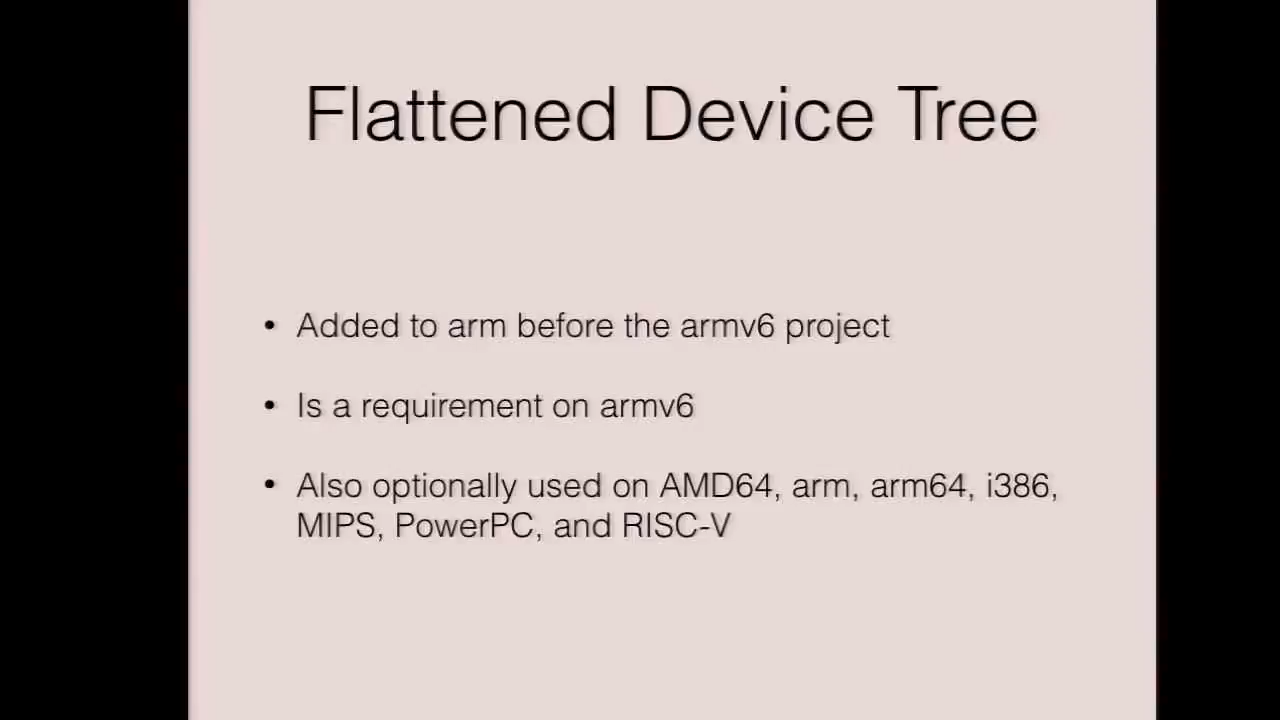 Flattened Device Tree
• Added to arm before the armv6 project
• Is a requirement on armv6
• Also optionally used on AMD64, arm, arm64, i386,
MIPS, PowerPC, and RISC-V